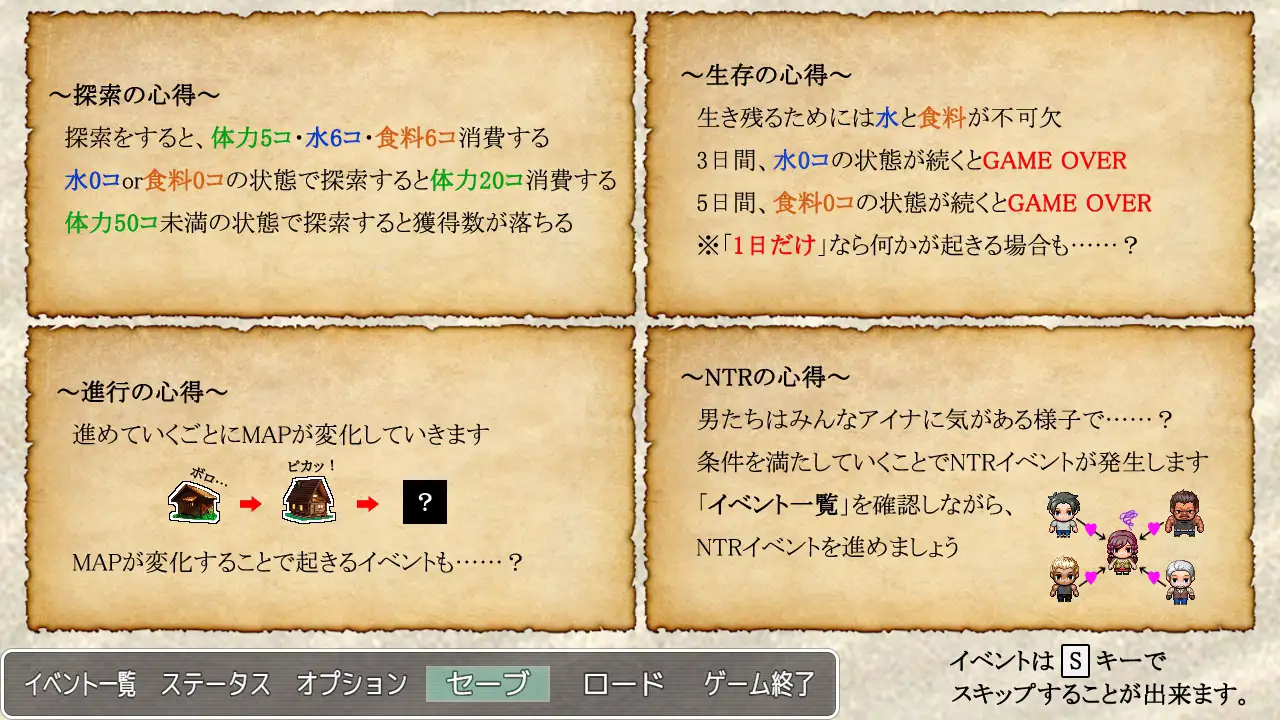 ～探索の心得～
探索をすると、体力5コ・水6コ・食料6コ消費する
水0コor食料0コの状態で探索すると体力20コ消費する
体力50コ未満の状態で探索すると獲得数が落ちる
～生存の心得～
生き残るためには水と食料が不可欠
3日間、水0コの状態が続くとGAME OVER
5日間、食料0コの状態が続くとGAME OVER
※「1日だけ」なら何かが起きる場合も……？
～進行の心得～
進めていくごとにMAPが変化していきます
ボロ…
ピカッ！
？
MAPが変化することで起きるイベントも……？
～NTRの心得～
男たちはみんなアイナに気がある様子で……？
条件を満たしていくことでNTRイベントが発生します
「イベント一覧」を確認しながら、
NTRイベントを進めましょう
イベント一覧 ステータス オプション セーブ ロード ゲーム終了
イベントは S キーで
スキップすることが出来ます。